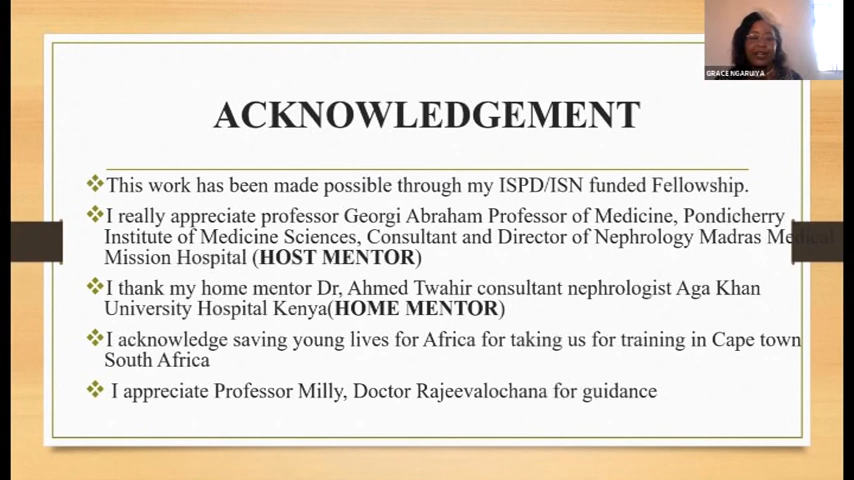 GRACE NGARUIYA
ACKNOWLEDGEMENT
❖This work has been made possible through my ISPD/ISN funded Fellowship.
❖I really appreciate professor Georgi Abraham Professor of Medicine, Pondicherry
Institute of Medicine Sciences, Consultant and Director of Nephrology Madras Medical
Mission Hospital (HOST MENTOR)
❖I thank my home mentor Dr, Ahmed Twahir consultant nephrologist Aga Khan
University Hospital Kenya(HOME MENTOR)
❖I acknowledge saving young lives for Africa for taking us for training in Cape town
South Africa
❖ I appreciate Professor Milly, Doctor Rajeevalochana for guidance